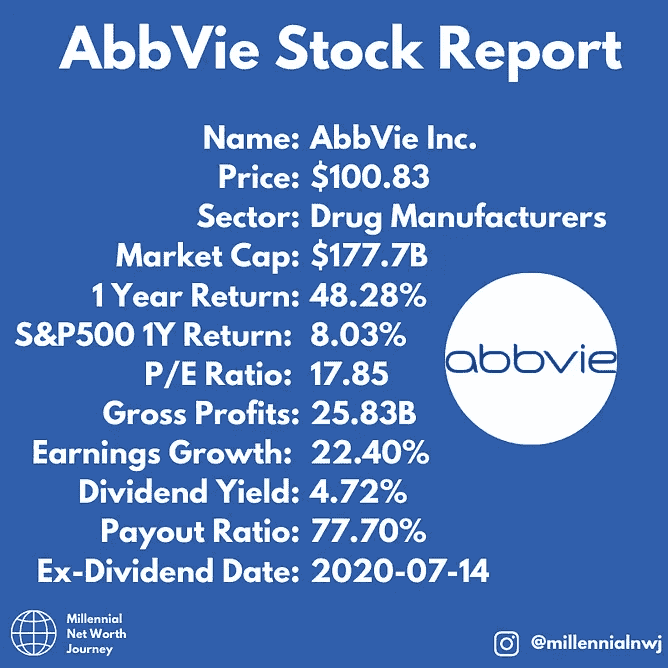 AbbVie Stock Report
Name: AbbVie Inc.
Price: $100.83
Sector: Drug Manufacturers
Market Cap: $177.7B
1 Year Return: 48.28%
S&P500 1Y Return: 8.03%
P/E Ratio: 17.85
Gross Profits: 25.83B
Earnings Growth: 22.40%
Dividend Yield: 4.72%
Payout Ratio: 77.70%
Ex-Dividend Date: 2020-07-14
abbvie
Millennial
Net Worth
Journey
@millennialnwj